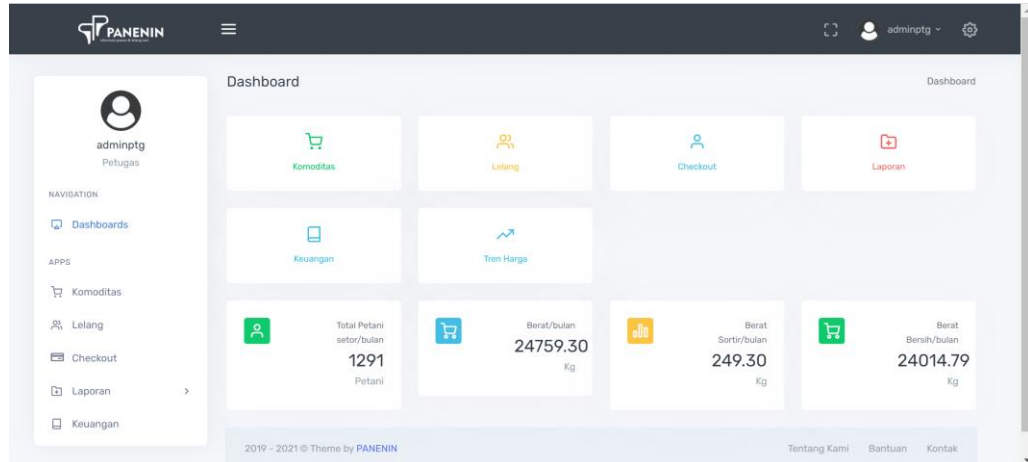 PANENIN
adminptg
Dashboard
Dashboard
adminptg
Petugas
NAVIGATION
Dashboards
APPS
Komoditas
Lelang
Checkout
Laporan
Keuangan
Komoditas
Lelang
Checkout
Laporan
Keuangan
Tren Harga
Total Petani
setor/bulan
1291
Petani
Berat/bulan
24759.30
Kg
Berat
Sortir/bulan
249.30
Kg
Berat
Bersih/bulan
24014.79
Kg
2019 - 2021 © Theme by PANENIN
Tentang Kami Bantuan Kontak